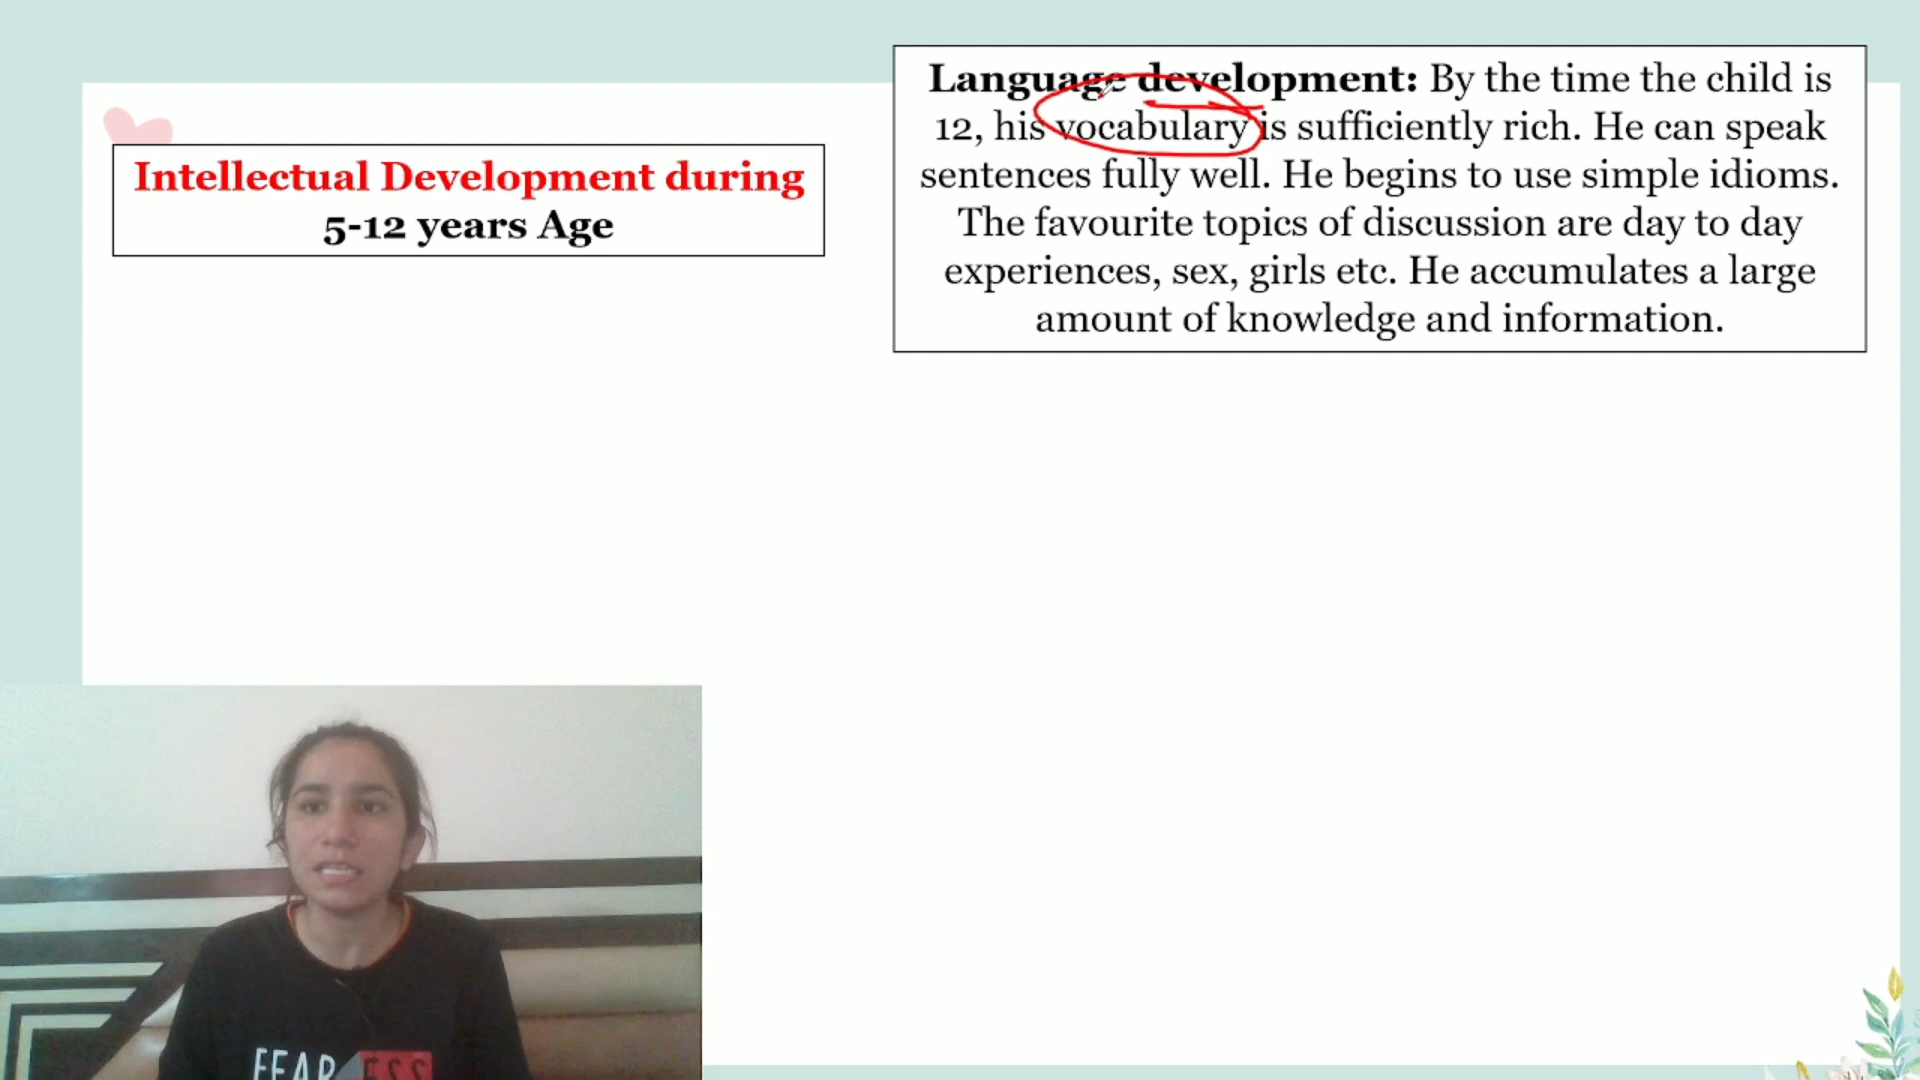 Intellectual Development during
5-12 years Age
Language development: By the time the child is
12, his vocabulary is sufficiently rich. He can speak
sentences fully well. He begins to use simple idioms.
The favourite topics of discussion are day to day
experiences, sex, girls etc. He accumulates a large
amount of knowledge and information.
FEARLESS